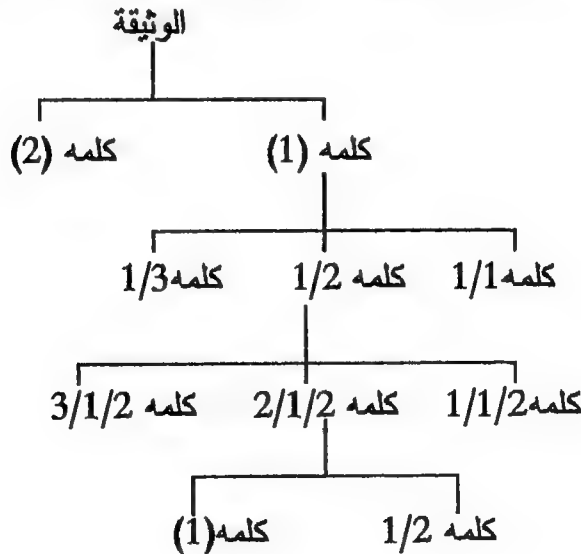 الوثيقة
كلمه (1) كلمه (2)
كلمه1/1 كلمه 1/2 كلمه1/3
كلمه1/1/2 كلمه 2/1/2 كلمه 3/1/2
كلمه 1/2 كلمه(1)